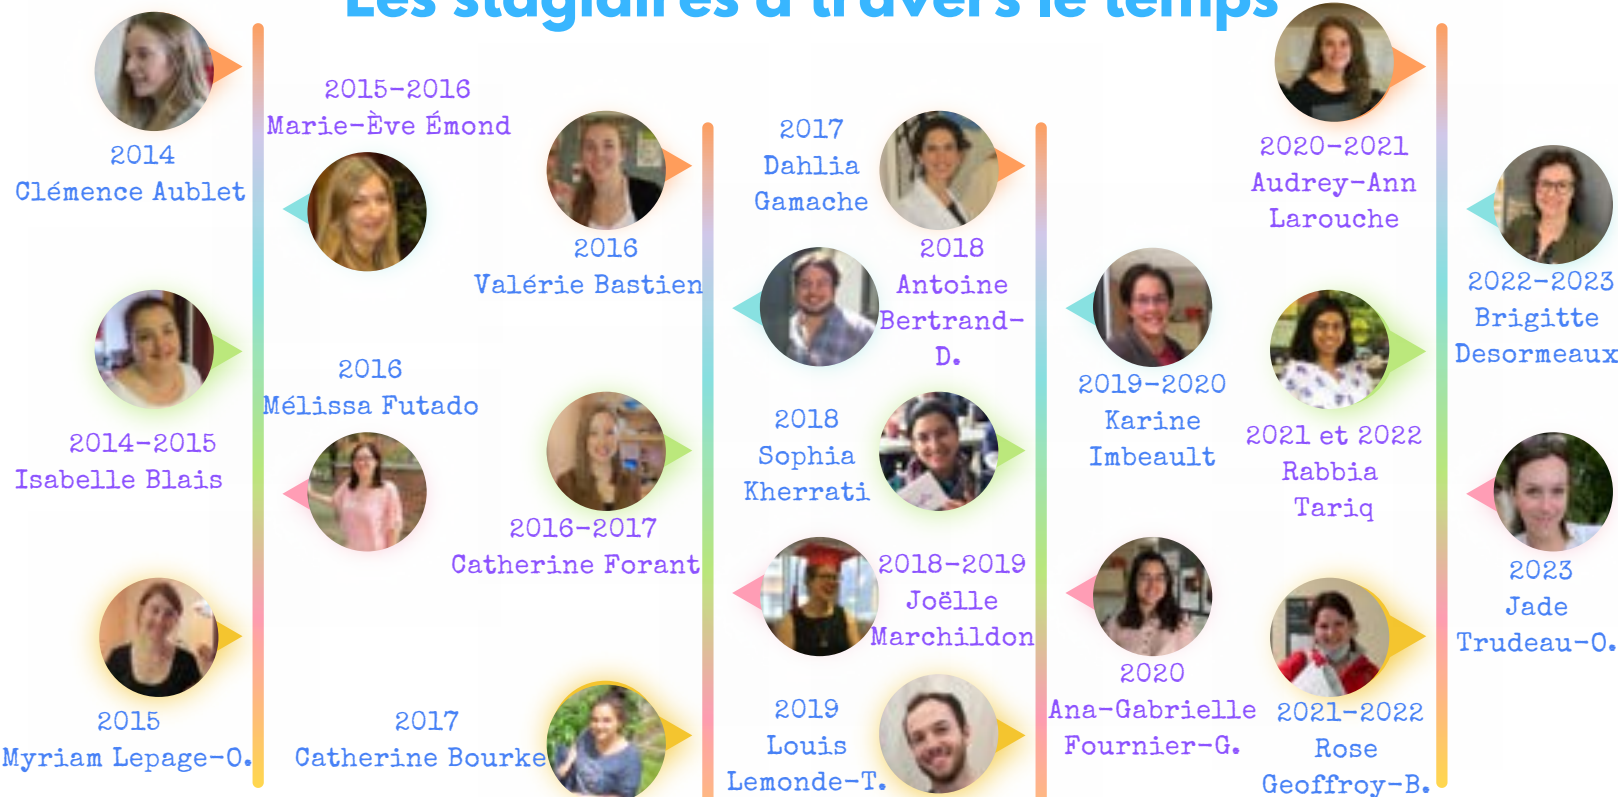 Les stagiaires à travers le temps
2014
Clémence Aublet
2015-2016
Marie-Ève Émond
2014-2015
Isabelle Blais
2016
Mélissa Futado
2015
Myriam Lepage-O.
2016
Valérie Bastien
2016-2017
Catherine Forant
2017
Catherine Bourke
2017
Dahlia
Gamache
2018
Antoine
Bertrand-
D.
2018
Sophia
Kherrati
2018-2019
Joëlle
Marchildon
2019
Louis
Lemonde-T.
2019-2020
Karine
Imbeault
2020
Ana-Gabrielle
Fournier-G.
2020-2021
Audrey-Ann
Larouche
2021 et 2022
Rabbia
Tariq
2021-2022
Rose
Geoffroy-B.
2022-2023
Brigitte
Desormeaux
2023
Jade
Trudeau-O.